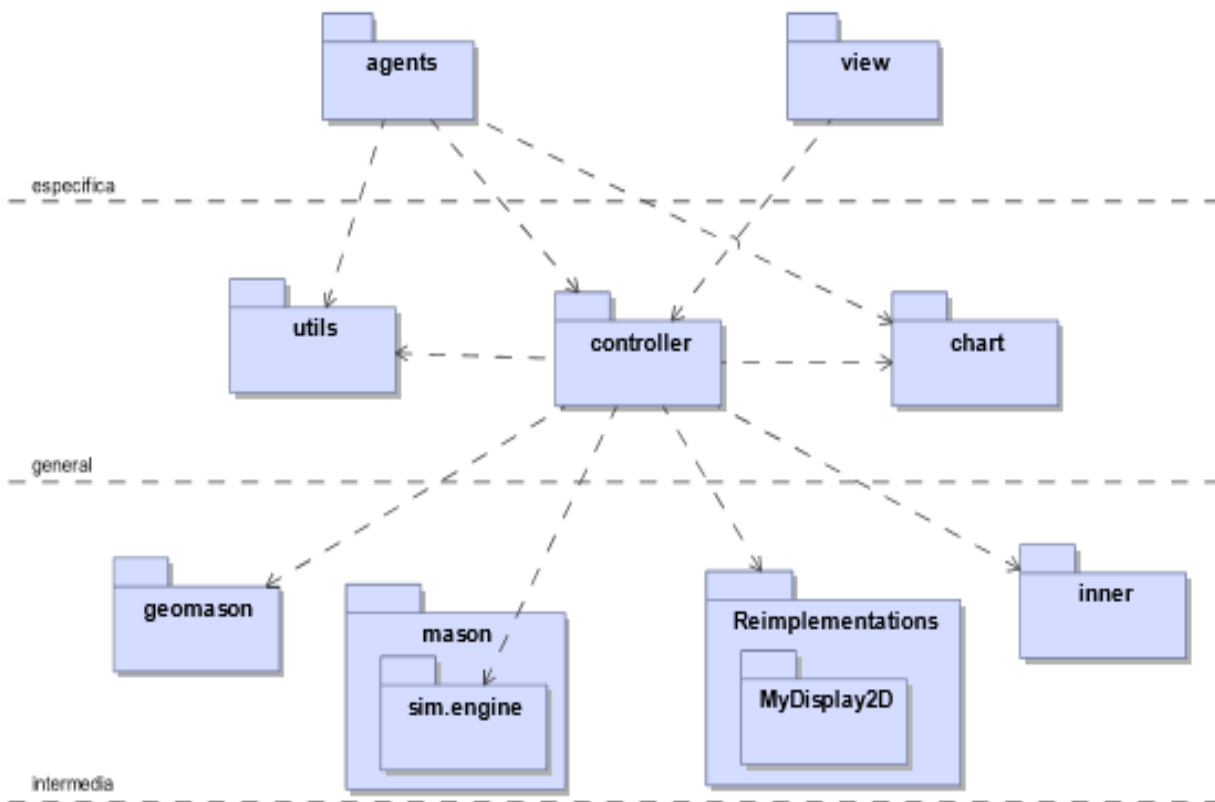 agents
view
especifica
utils
controller
chart
general
geomason
mason
sim.engine
Reimplementations
MyDisplay2D
inner
intermedia